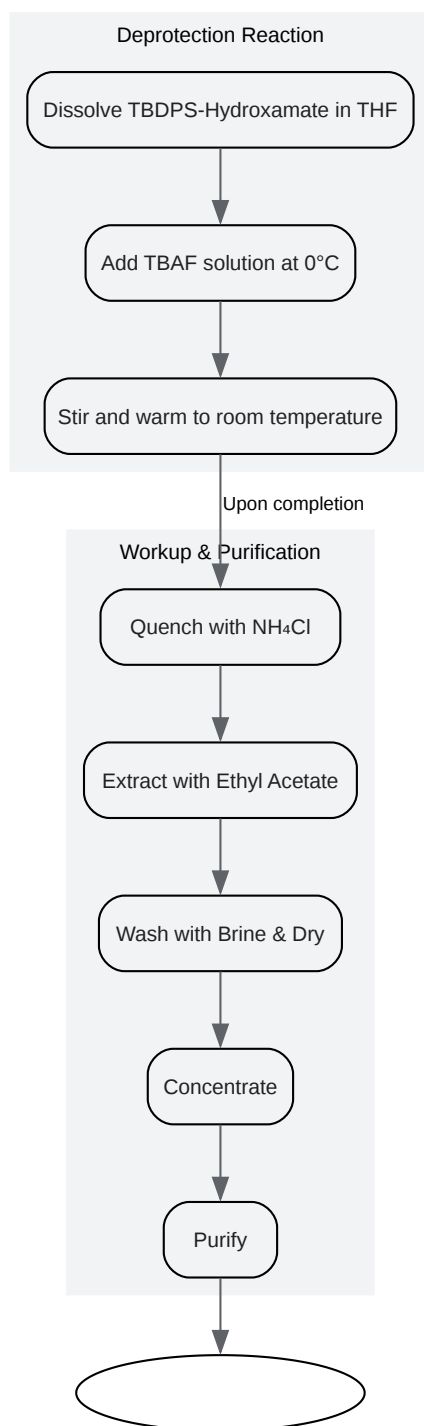 Deprotection Reaction
Dissolve TBDPS-Hydroxamate in THF
Add TBAF solution at 0°C
Stir and warm to room temperature
Upon completion
Workup & Purification
Quench with NH₄Cl
Extract with Ethyl Acetate
Wash with Brine & Dry
Concentrate
Purify